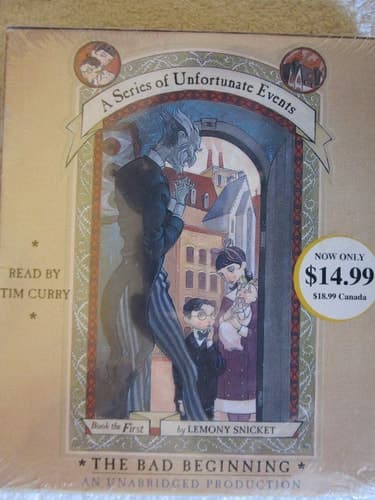 A Series of Unfortunate Events
READ BY
TIM CURRY
NOW ONLY
$14.99
$18.99 Canada
Book the First
by LEMONY SNICKET
* THE BAD BEGINNING *
AN UNABRIDGED PRODUCTION